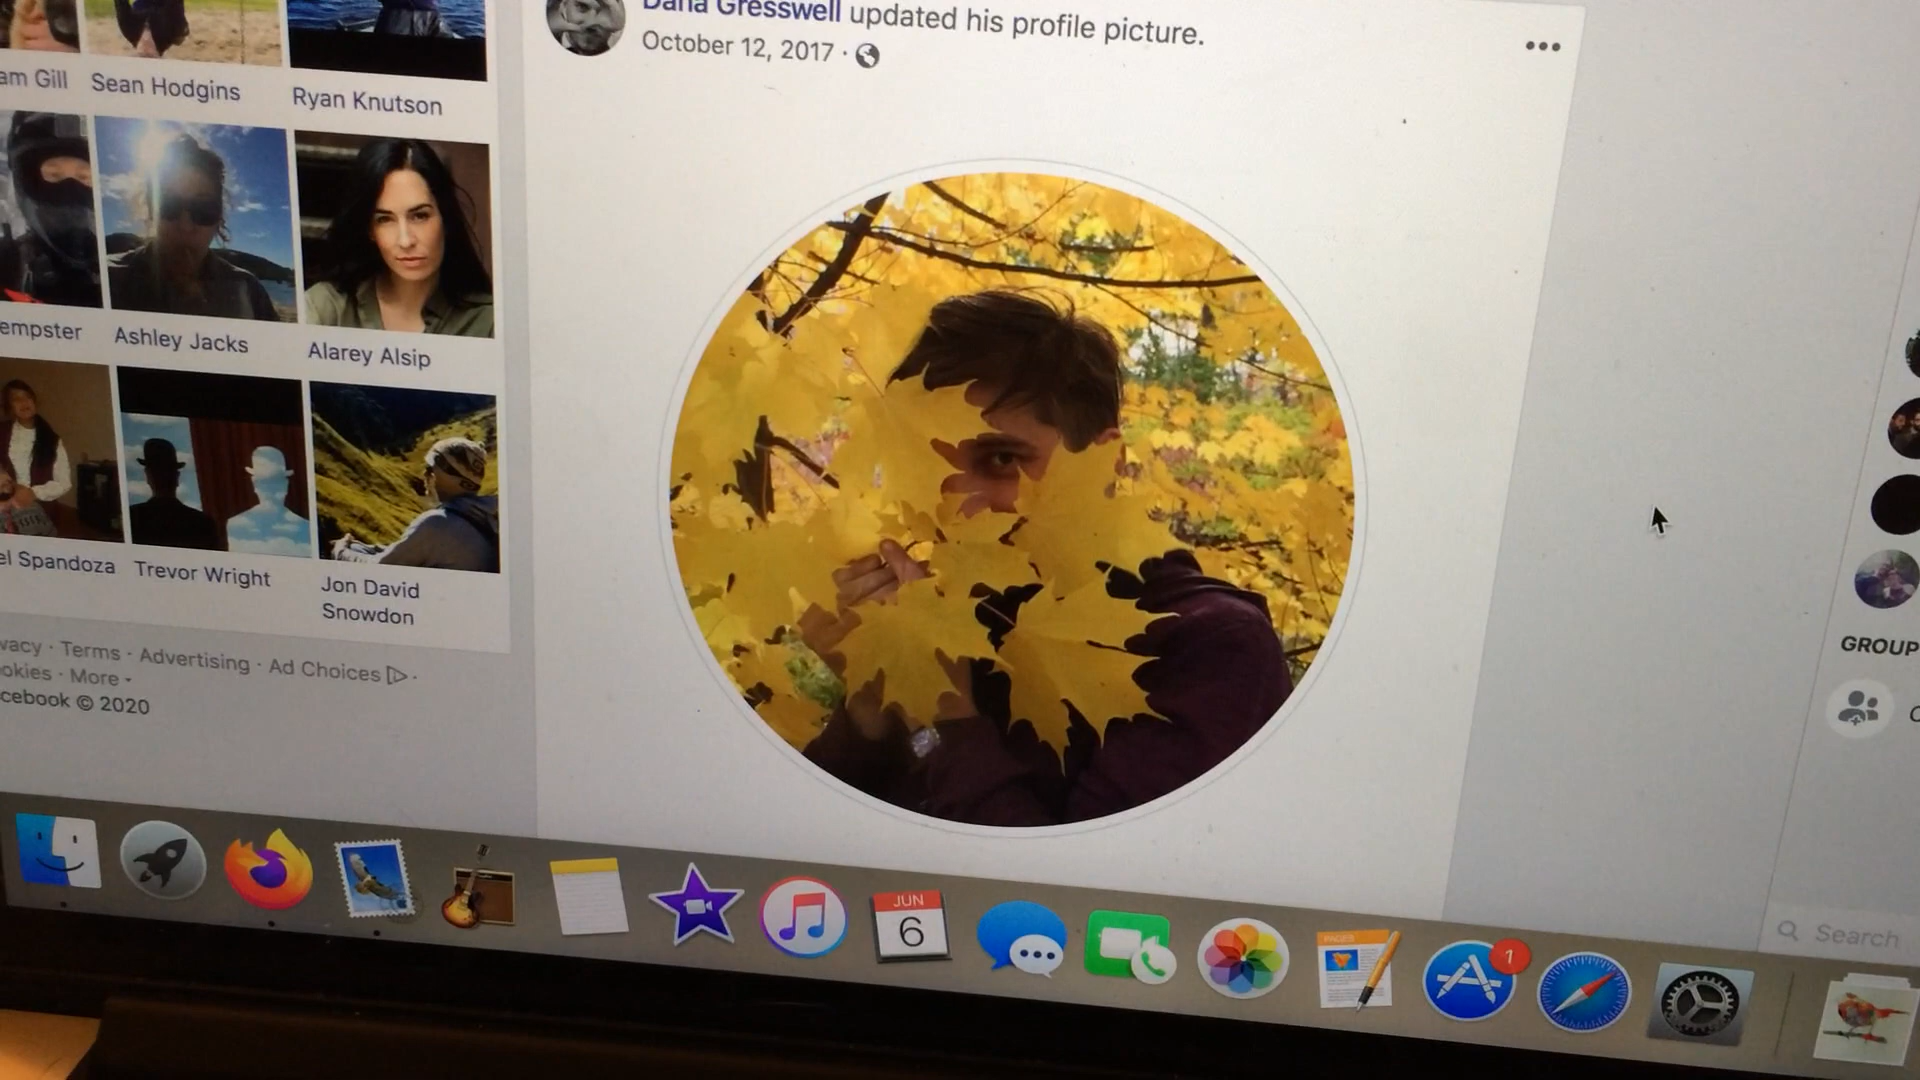 Dana Gresswell updated his profile picture.
October 12, 2017 ·
am Gill
Sean Hodgins
Ryan Knutson
empster
Ashley Jacks
Alarey Alsip
el Spandoza
Trevor Wright
Jon David
Snowdon
vacy · Terms · Advertising · Ad Choices ·
okies · More
cebook © 2020
GROUP
C
Search
JUN
6
PAGES
1